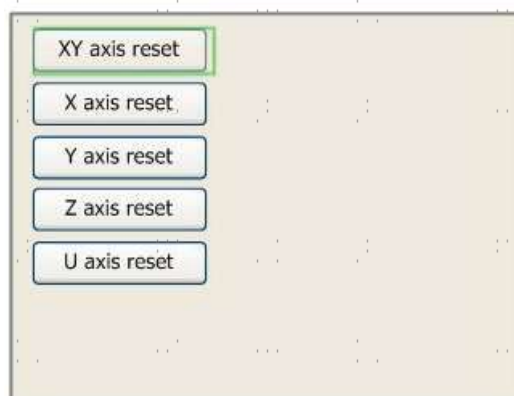 XY axis reset
X axis reset
Y axis reset
Z axis reset
U axis reset